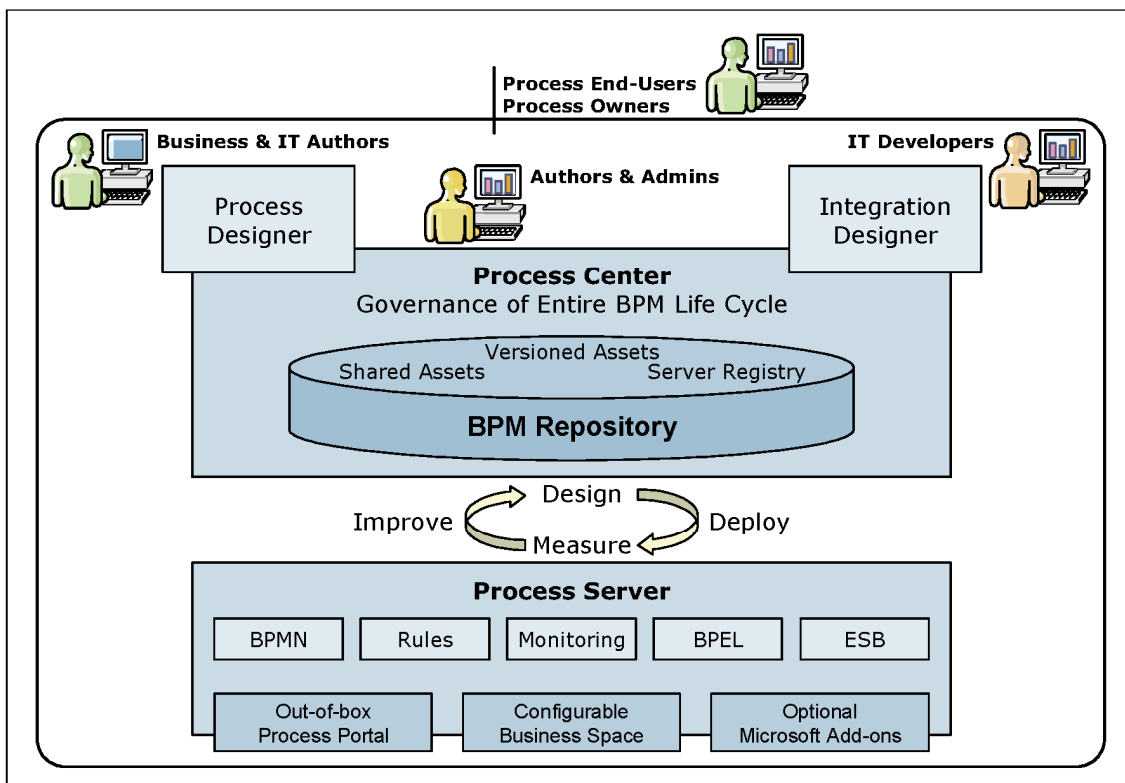 Process End-Users
Process Owners
Business & IT Authors
IT Developers
Authors & Admins
Process
Designer
Integration
Designer
Process Center
Governance of Entire BPM Life Cycle
Versioned Assets
Shared Assets
Server Registry
BPM Repository
Design
Improve
Deploy
Measure
Process Server
BPMN
Rules
Monitoring
BPEL
ESB
Out-of-box
Process Portal
Configurable
Business Space
Optional
Microsoft Add-ons